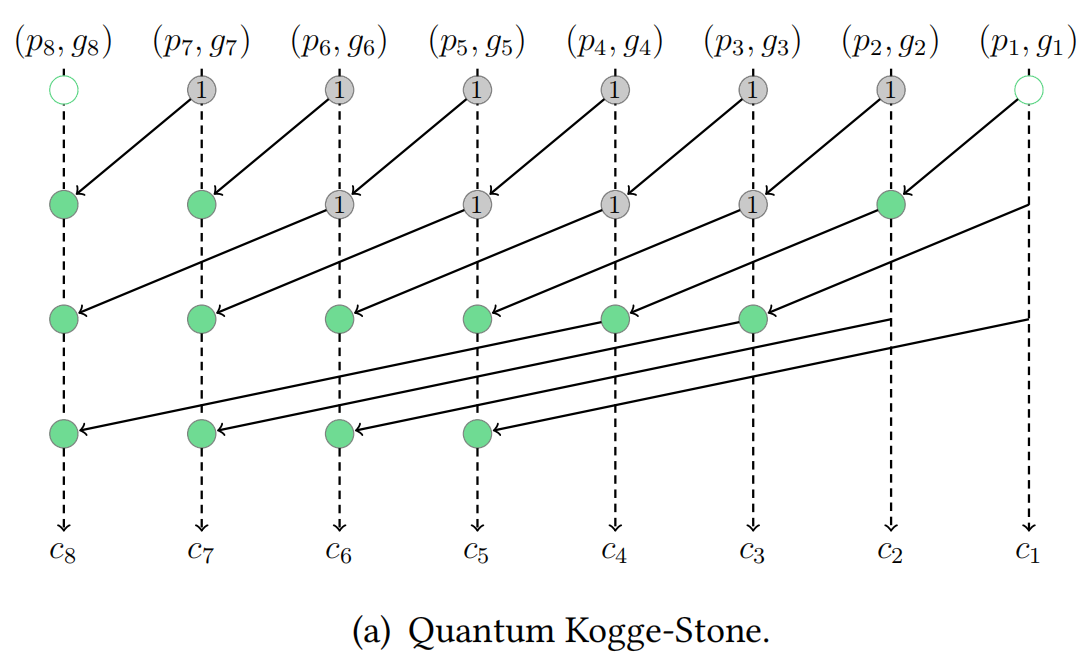 (p₈, g₈) (p₇, g₇) (p₆, g₆) (p₅, g₅) (p₄, g₄) (p₃, g₃) (p₂, g₂) (p₁, g₁)
1 1 1 1 1 1
1 1 1 1
c₈ c₇ c₆ c₅ c₄ c₃ c₂ c₁
(a) Quantum Kogge-Stone.